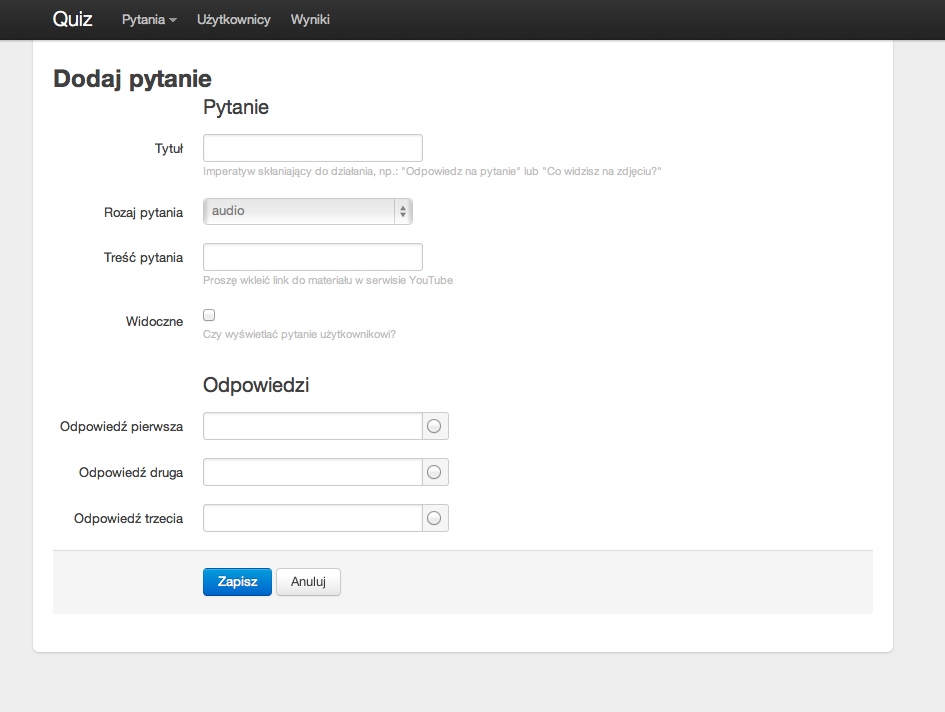 Quiz Pytania Użytkownicy Wyniki
Dodaj pytanie
Pytanie
Tytuł
Imperatyw skłaniający do działania, np.: "Odpowiedz na pytanie" lub "Co widzisz na zdjęciu?"
Rozaj pytania audio
Treść pytania
Proszę wkleić link do materiału w serwisie YouTube
Widoczne
Czy wyświetlać pytanie użytkownikowi?
Odpowiedzi
Odpowiedź pierwsza
Odpowiedź druga
Odpowiedź trzecia
Zapisz Anuluj